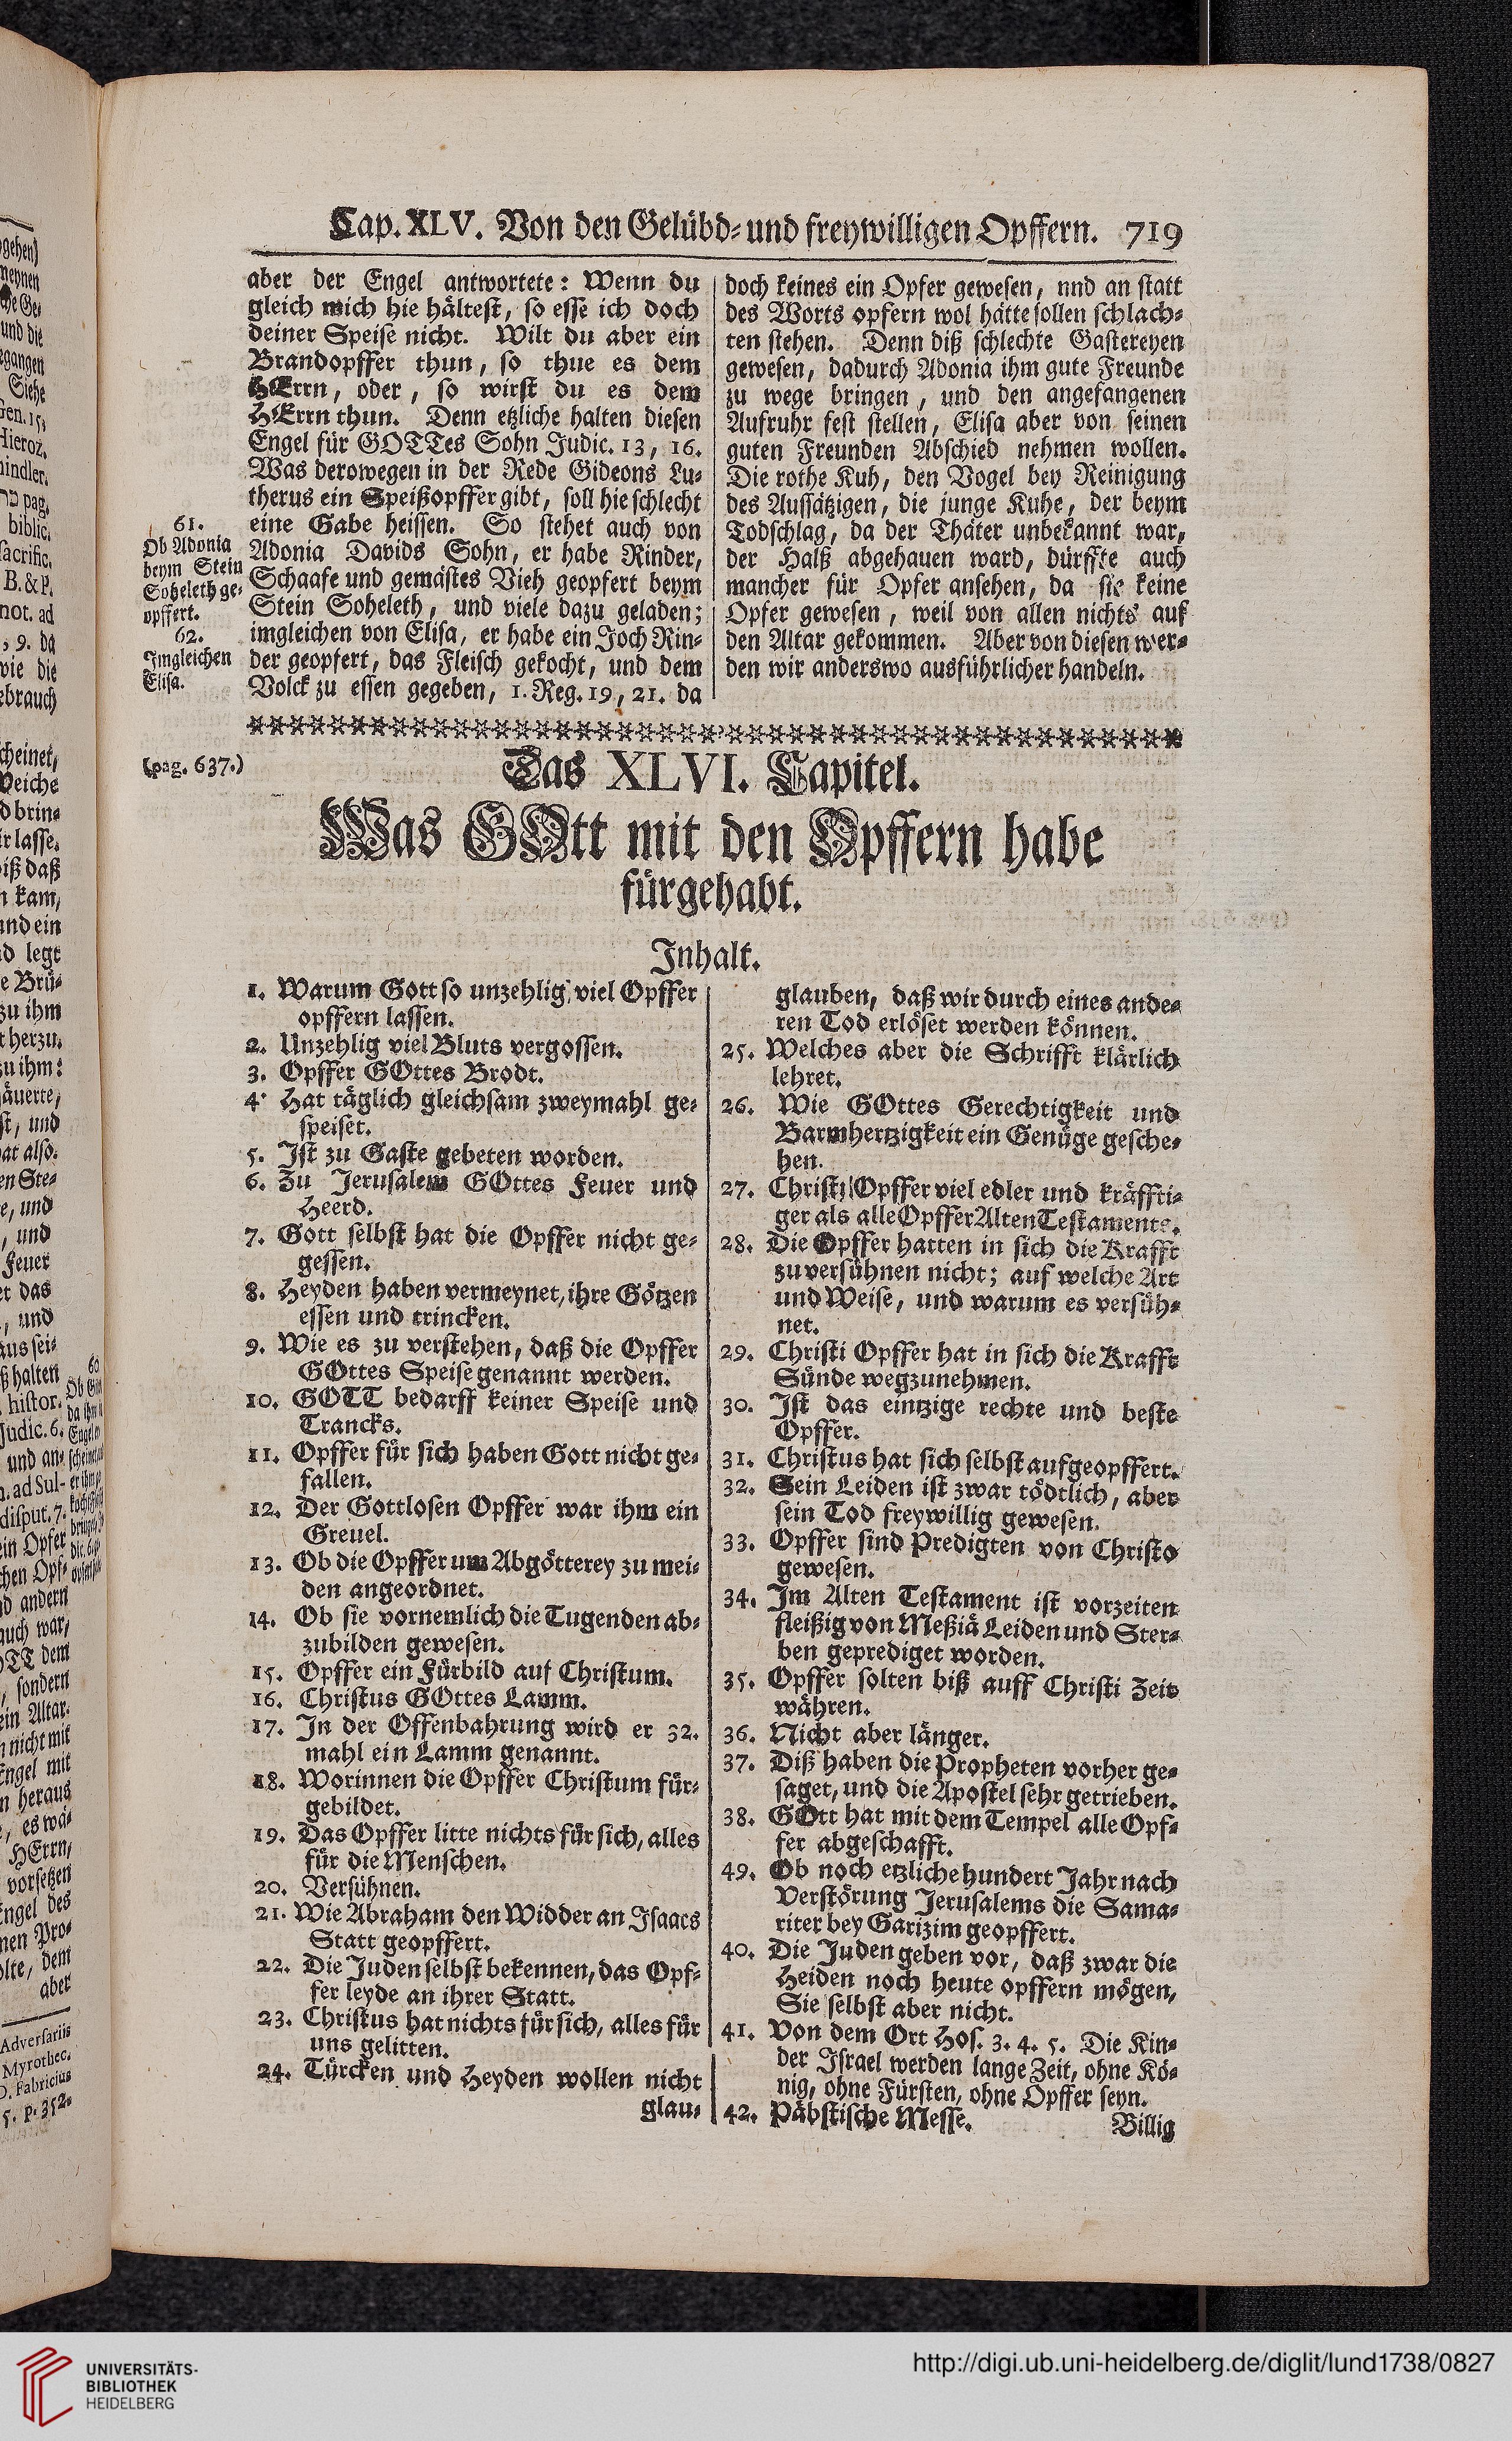 Cap. XLV. Von den Gelübd- und freywilligen Opffern. 719
aber der Engel antwortete: Wenn du
gleich mich hie hältest, so esse ich doch
deiner Speise nicht. Wilt du aber ein
Brandopffer thun, so thue es dem
HErrn, oder, so wirst du es dem
HErrn thun. Denn etzliche halten diesen
Engel für GOTTes Sohn Judic. 13, 16.
Was derowegen in der Rede Gideons Lu-
therus ein Speißopffer gibt, soll hie schlecht
eine Gabe heissen. So stehet auch von
Adonia Davids Sohn, er habe Rinder,
Schaafe und gemästes Vieh geopfert beym
Stein Soheleth, und viele dazu geladen;
imgleichen von Elisa, er habe ein Joch Rin-
der geopfert, das Fleisch gekocht, und dem
Volck zu essen gegeben, 1. Reg. 19, 21. da
61.
Ob Adonia
beym Stein
Soheleth ge-
opffert.
62.
Imgleichen
Elisa.
doch keines ein Opfer gewesen, nnd an statt
des Worts opfern wol hätte sollen schlach-
ten stehen. Denn diß schlechte Gastereyen
gewesen, dadurch Adonia ihm gute Freunde
zu wege bringen, und den angefangenen
Aufruhr fest stellen, Elisa aber von seinen
guten Freunden Abschied nehmen wollen.
Die rothe Kuh, den Vogel bey Reinigung
des Aussätzigen, die junge Kuhe, der beym
Todschlag, da der Thäter unbekannt war,
der Halß abgehauen ward, dürffte auch
mancher für Opfer ansehen, da sie keine
Opfer gewesen, weil von allen nichts auf
den Altar gekommen. Aber von diesen wer-
den wir anderswo ausführlicher handeln.
(pag. 637.)
Das XLVI. Capitel.
Was GOtt mit den Opffern habe
fürgehabt.
Inhalt.
1. Warum Gott so unzehlig viel Opffer
opffern lassen.
2. Unzehlig viel Bluts vergossen.
3. Opffer GOttes Brodt.
4. Hat täglich gleichsam zweymahl ge-
speiset.
5. Ist zu Gaste gebeten worden.
6. Zu Jerusalem GOttes Feuer und
Heerd.
7. Gott selbst hat die Opffer nicht ge-
gessen.
8. Heyden haben vermeynet, ihre Götzen
essen und trincken.
9. Wie es zu verstehen, daß die Opffer
GOttes Speise genannt werden.
10. GOTT bedarff keiner Speise und
Trancks.
11. Opffer für sich haben Gott nicht ge-
fallen.
12. Der Gottlosen Opffer war ihm ein
Greuel.
13. Ob die Opffer um Abgötterey zu mei-
den angeordnet.
14. Ob sie vornemlich die Tugenden ab-
zubilden gewesen.
15. Opffer ein Fürbild auf Christum.
16. Christus GOttes Lamm.
17. In der Offenbahrung wird er 32.
mahl ein Lamm genannt.
18. Worinnen die Opffer Christum für-
gebildet.
19. Das Opffer litte nichts für sich, alles
für die Menschen.
20. Versühnen.
21. Wie Abraham den Widder an Isaacs
Statt geopffert.
22. Die Juden selbst bekennen, das Opf-
fer leyde an ihrer Statt.
23. Christus hat nichts für sich, alles für
uns gelitten.
24. Türcken und Heyden wollen nicht
glau-
glauben, daß wir durch eines ande-
ren Tod erlöset werden können.
25. Welches aber die Schrifft klärlich
lehret.
26. Wie GOttes Gerechtigkeit und
Barmhertzigkeit ein Genüge gesche-
hen.
27. Christi Opffer viel edler und kräffti-
ger als alle Opffer Alten Testaments.
28. Die Opffer hatten in sich die Krafft
zu versühnen nicht; auf welche Art
und Weise, und warum es versüh-
net.
29. Christi Opffer hat in sich die Krafft
Sünde wegzunehmen.
30. Ist das eintzige rechte und beste
Opffer.
31. Christus hat sich selbst aufgeopffert.
32. Sein Leiden ist zwar tödtlich, aber
sein Tod freywillig gewesen.
33. Opffer sind Predigten von Christo
gewesen.
34. Im Alten Testament ist vorzeiten
fleißig von Meßiä Leiden und Ster-
ben geprediget worden.
35. Opffer solten biß auff Christi Zeit
währen.
36. Nicht aber länger.
37. Diß haben die Propheten vorher ge-
saget, und die Apostel sehr getrieben.
38. GOtt hat mit dem Tempel alle Opf-
fer abgeschafft.
49. Ob noch etzliche hundert Jahr nach
Verstörung Jerusalems die Sama-
riter bey Garizim geopffert.
40. Die Juden geben vor, daß zwar die
Heiden noch heute opffern mögen,
Sie selbst aber nicht.
41. Von dem Ort Hos. 3. 4. 5. Die Kin-
der Israel werden lange Zeit, ohne Kö-
nig, ohne Fürsten, ohne Opffer seyn.
42. Päbstische Messe.
Billig
UNIVERSITÄTS-
BIBLIOTHEK
HEIDELBERG
http://digi.ub.uni-heidelberg.de/diglit/lund1738/0827